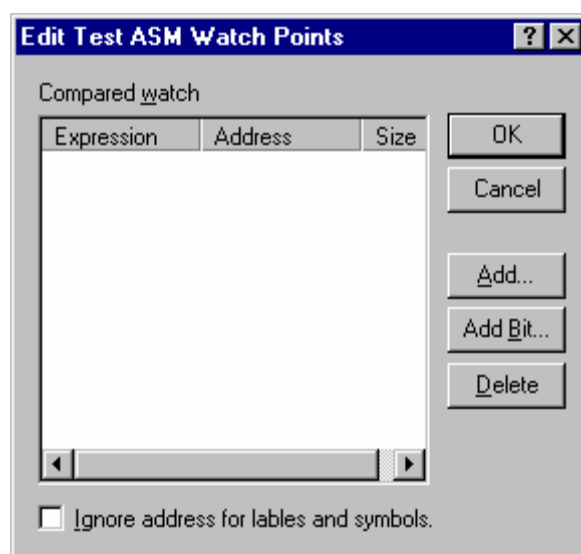 Edit Test ASM Watch Points
Compared watch
Expression Address Size
OK
Cancel
Add...
Add Bit...
Delete
Ignore address for lables and symbols.